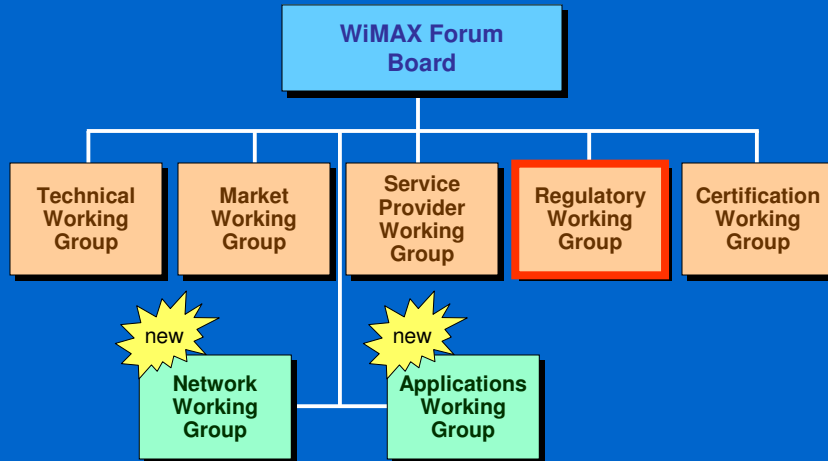 WiMAX Forum
Board
Technical
Working
Group
Market
Working
Group
Service
Provider
Working
Group
Regulatory
Working
Group
Certification
Working
Group
new
Network
Working
Group
new
Applications
Working
Group